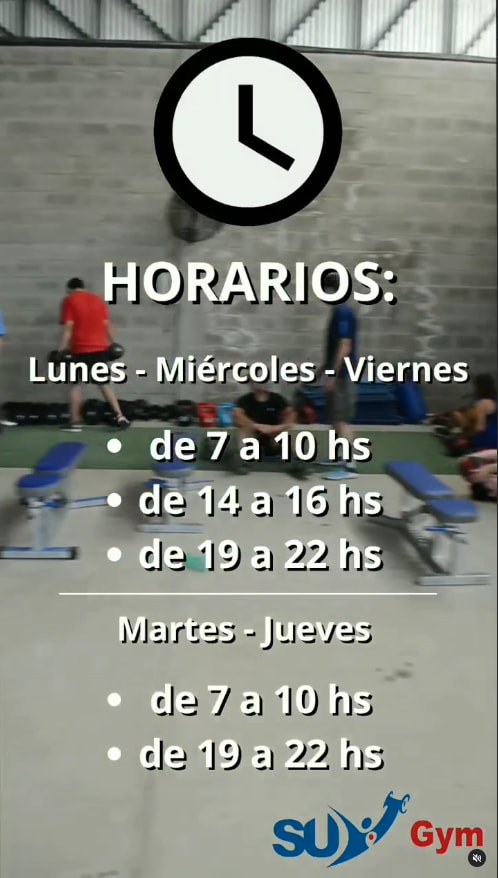 HORARIOS:
Lunes - Miércoles - Viernes
• de 7 a 10 hs
• de 14 a 16 hs
• de 19 a 22 hs
Martes - Jueves
• de 7 a 10 hs
• de 19 a 22 hs
SUY Gym